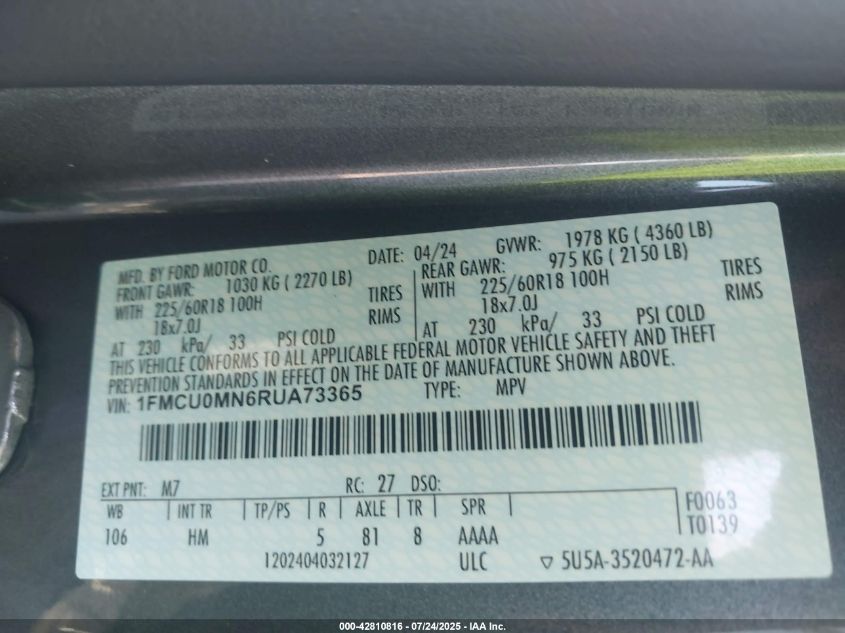 MFD. BY FORD MOTOR CO. DATE: 04/24 GVWR: 1978 KG ( 4360 LB)
FRONT GAWR: 1030 KG ( 2270 LB) REAR GAWR: 975 KG ( 2150 LB)
WITH 225/60R18 100H TIRES WITH 225/60R18 100H TIRES
18x7.0J RIMS 18x7.0J RIMS
AT 230 kPa/ 33 PSI COLD AT 230 kPa/ 33 PSI COLD
THIS VEHICLE CONFORMS TO ALL APPLICABLE FEDERAL MOTOR VEHICLE SAFETY AND THEFT
PREVENTION STANDARDS IN EFFECT ON THE DATE OF MANUFACTURE SHOWN ABOVE.
VIN: 1FMCU0MN6RUA73365 TYPE: MPV
EXT PNT: M7 RC: 27 DSO:
WB INT TR TP/PS R AXLE TR SPR F0063
106 HM 5 81 8 AAAA T0139
1202404032127 ULC ▽ 5U5A-3520472-AA
000-42810816 - 07/24/2025 - IAA Inc.